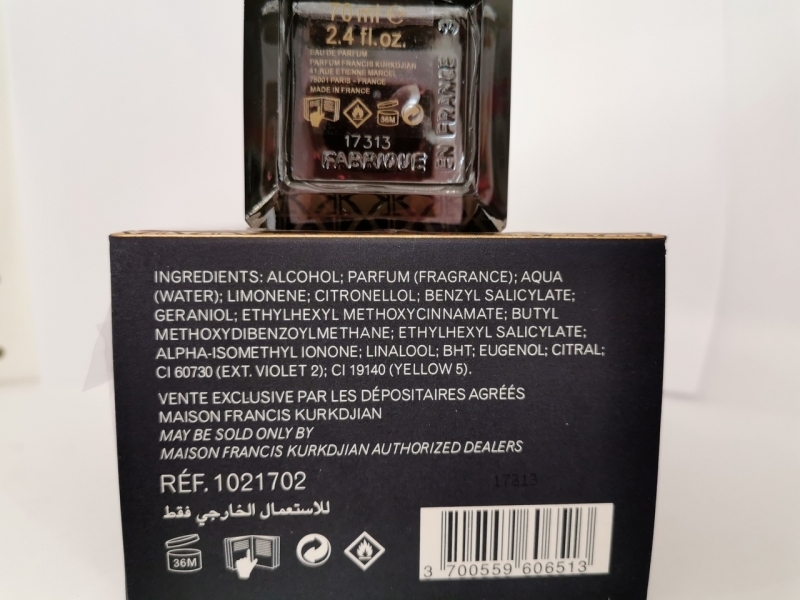 70 ml ℮
2.4 fl.oz.
EAU DE PARFUM
PARFUM FRANCIS KURKDJIAN
41 RUE ETIENNE MARCEL
75001 PARIS - FRANCE
MADE IN FRANCE
36M
17313
FABRIQUÉ
EN FRANCE
INGREDIENTS: ALCOHOL; PARFUM (FRAGRANCE); AQUA
(WATER); LIMONENE; CITRONELLOL; BENZYL SALICYLATE;
GERANIOL; ETHYLHEXYL METHOXYCINNAMATE; BUTYL
METHOXYDIBENZOYLMETHANE; ETHYLHEXYL SALICYLATE;
ALPHA-ISOMETHYL IONONE; LINALOOL; BHT; EUGENOL; CITRAL;
CI 60730 (EXT. VIOLET 2); CI 19140 (YELLOW 5).
VENTE EXCLUSIVE PAR LES DÉPOSITAIRES AGRÉÉS
MAISON FRANCIS KURKDJIAN
MAY BE SOLD ONLY BY
MAISON FRANCIS KURKDJIAN AUTHORIZED DEALERS
RÉF. 1021702
17313
للاستعمال الخارجي فقط
36M
3 700559 606513